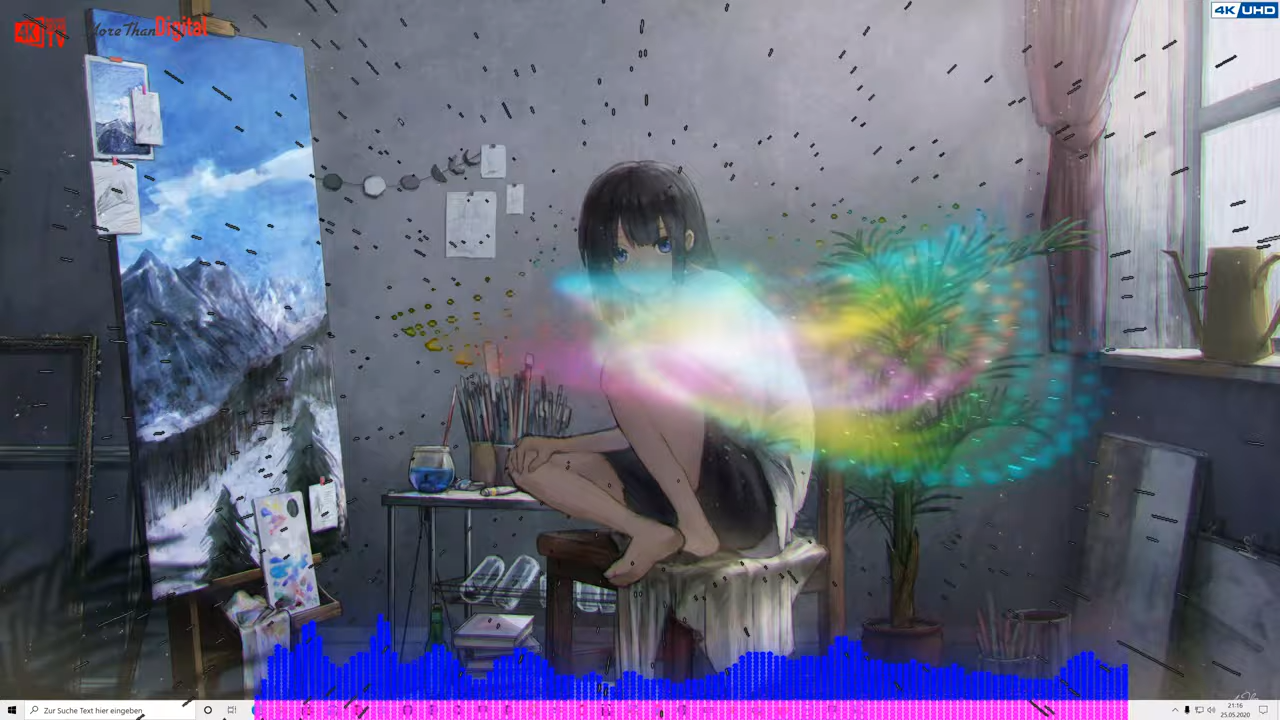 4K
TV
More Than Digital
4K UHD
Zur Suche Text hier eingeben
21:16
25.05.2020